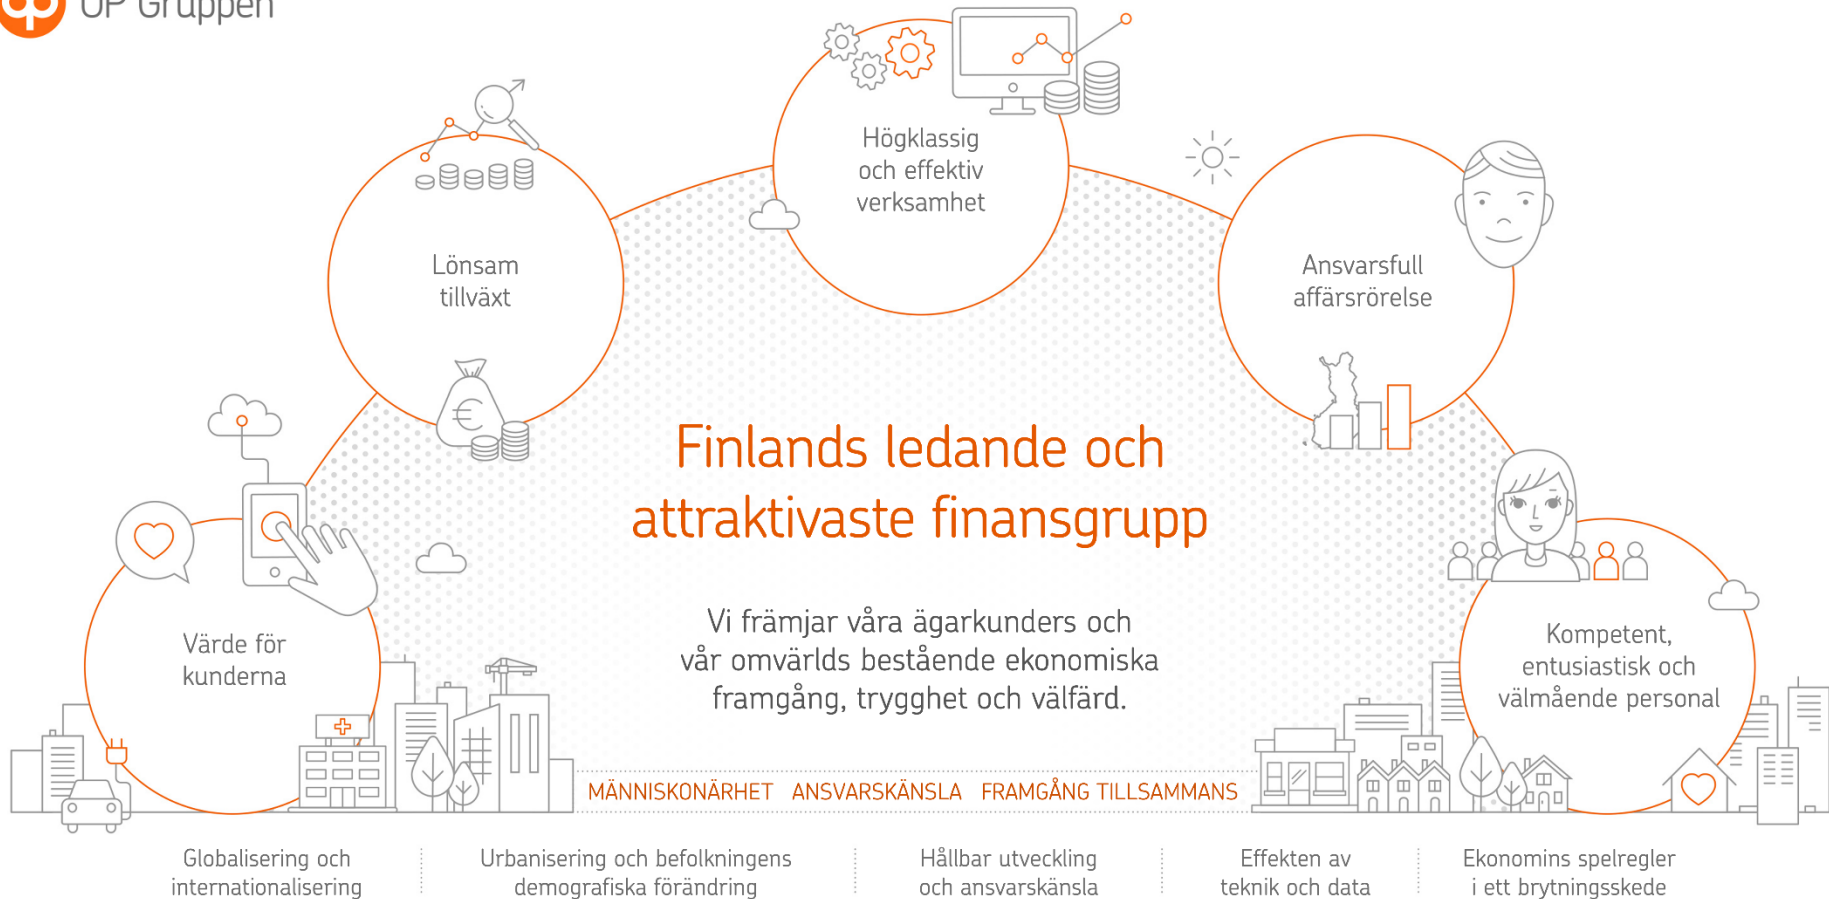 OP Gruppen
Högklassig
och effektiv
verksamhet
Lönsam
tillväxt
Ansvarsfull
affärsrörelse
Finlands ledande och
attraktivaste finansgrupp
Värde för
kunderna
Vi främjar våra ägarkunders och
vår omvärlds bestående ekonomiska
framgång, trygghet och välfärd.
Kompetent,
entusiastisk och
välmående personal
MÄNNISKONÄRHET ANSVARSKÄNSLA FRAMGÅNG TILLSAMMANS
Globalisering och
internationalisering
Urbanisering och befolkningens
demografiska förändring
Hållbar utveckling
och ansvarskänsla
Effekten av
teknik och data
Ekonomins spelregler
i ett brytningsskede